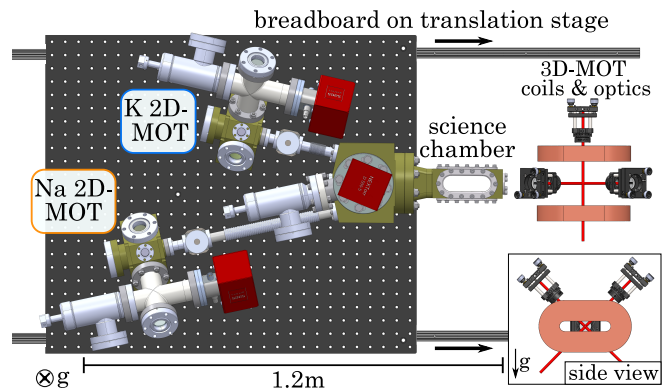 breadboard on translation stage
K 2D-
MOT
3D-MOT
coils & optics
science
chamber
Na 2D-
MOT
g
side view
⊗g
1.2m